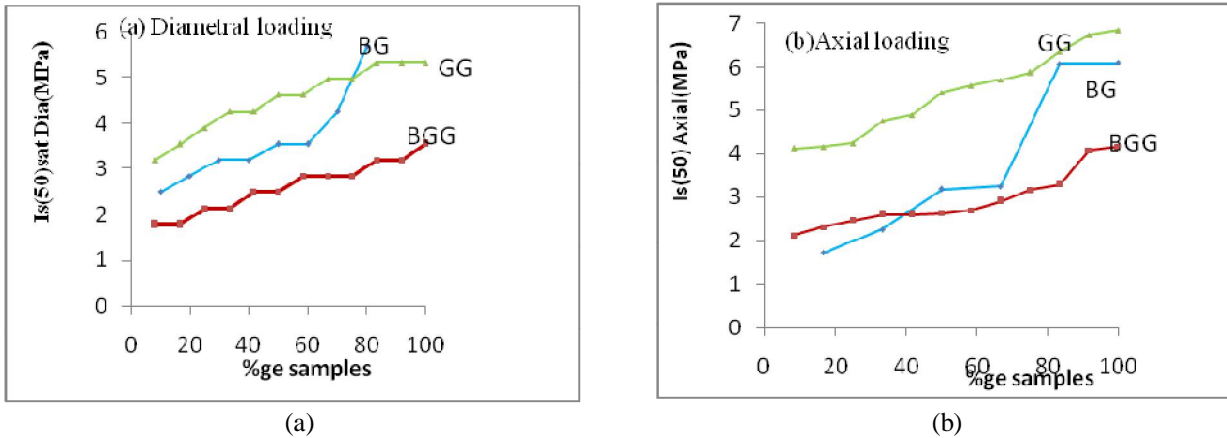 (a) Diametral loading
Is(50)sat Dia(MPa)
6
5
4
3
2
1
0
BG
GG
BGG
0 20 40 60 80 100
%ge samples
(a)
(b)Axial loading
Is(50) Axial(MPa)
7
6
5
4
3
2
1
0
GG
BG
BGG
0 20 40 60 80 100
%ge samples
(b)